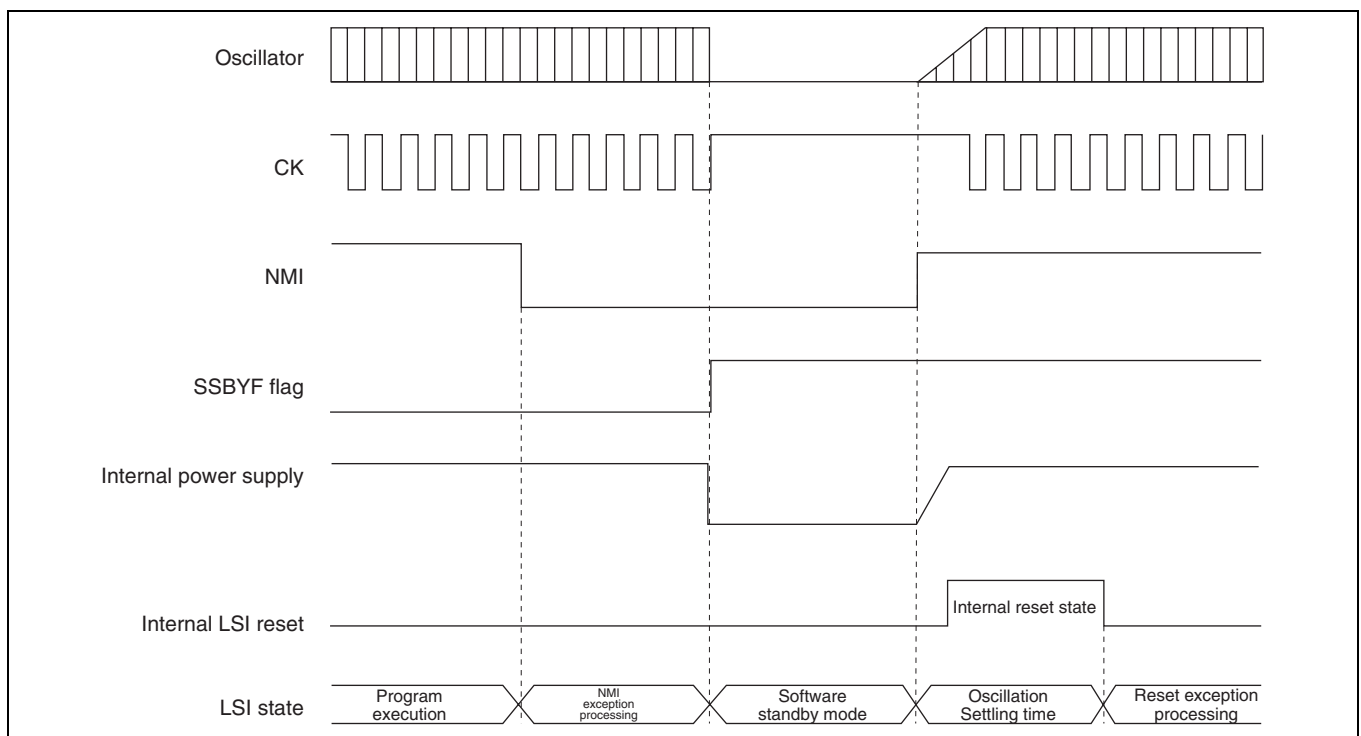 Oscillator
CK
NMI
SSBYF flag
Internal power supply
Internal LSI reset
Internal reset state
LSI state
Program
execution
NMI
exception
processing
Software
standby mode
Oscillation
Settling time
Reset exception
processing